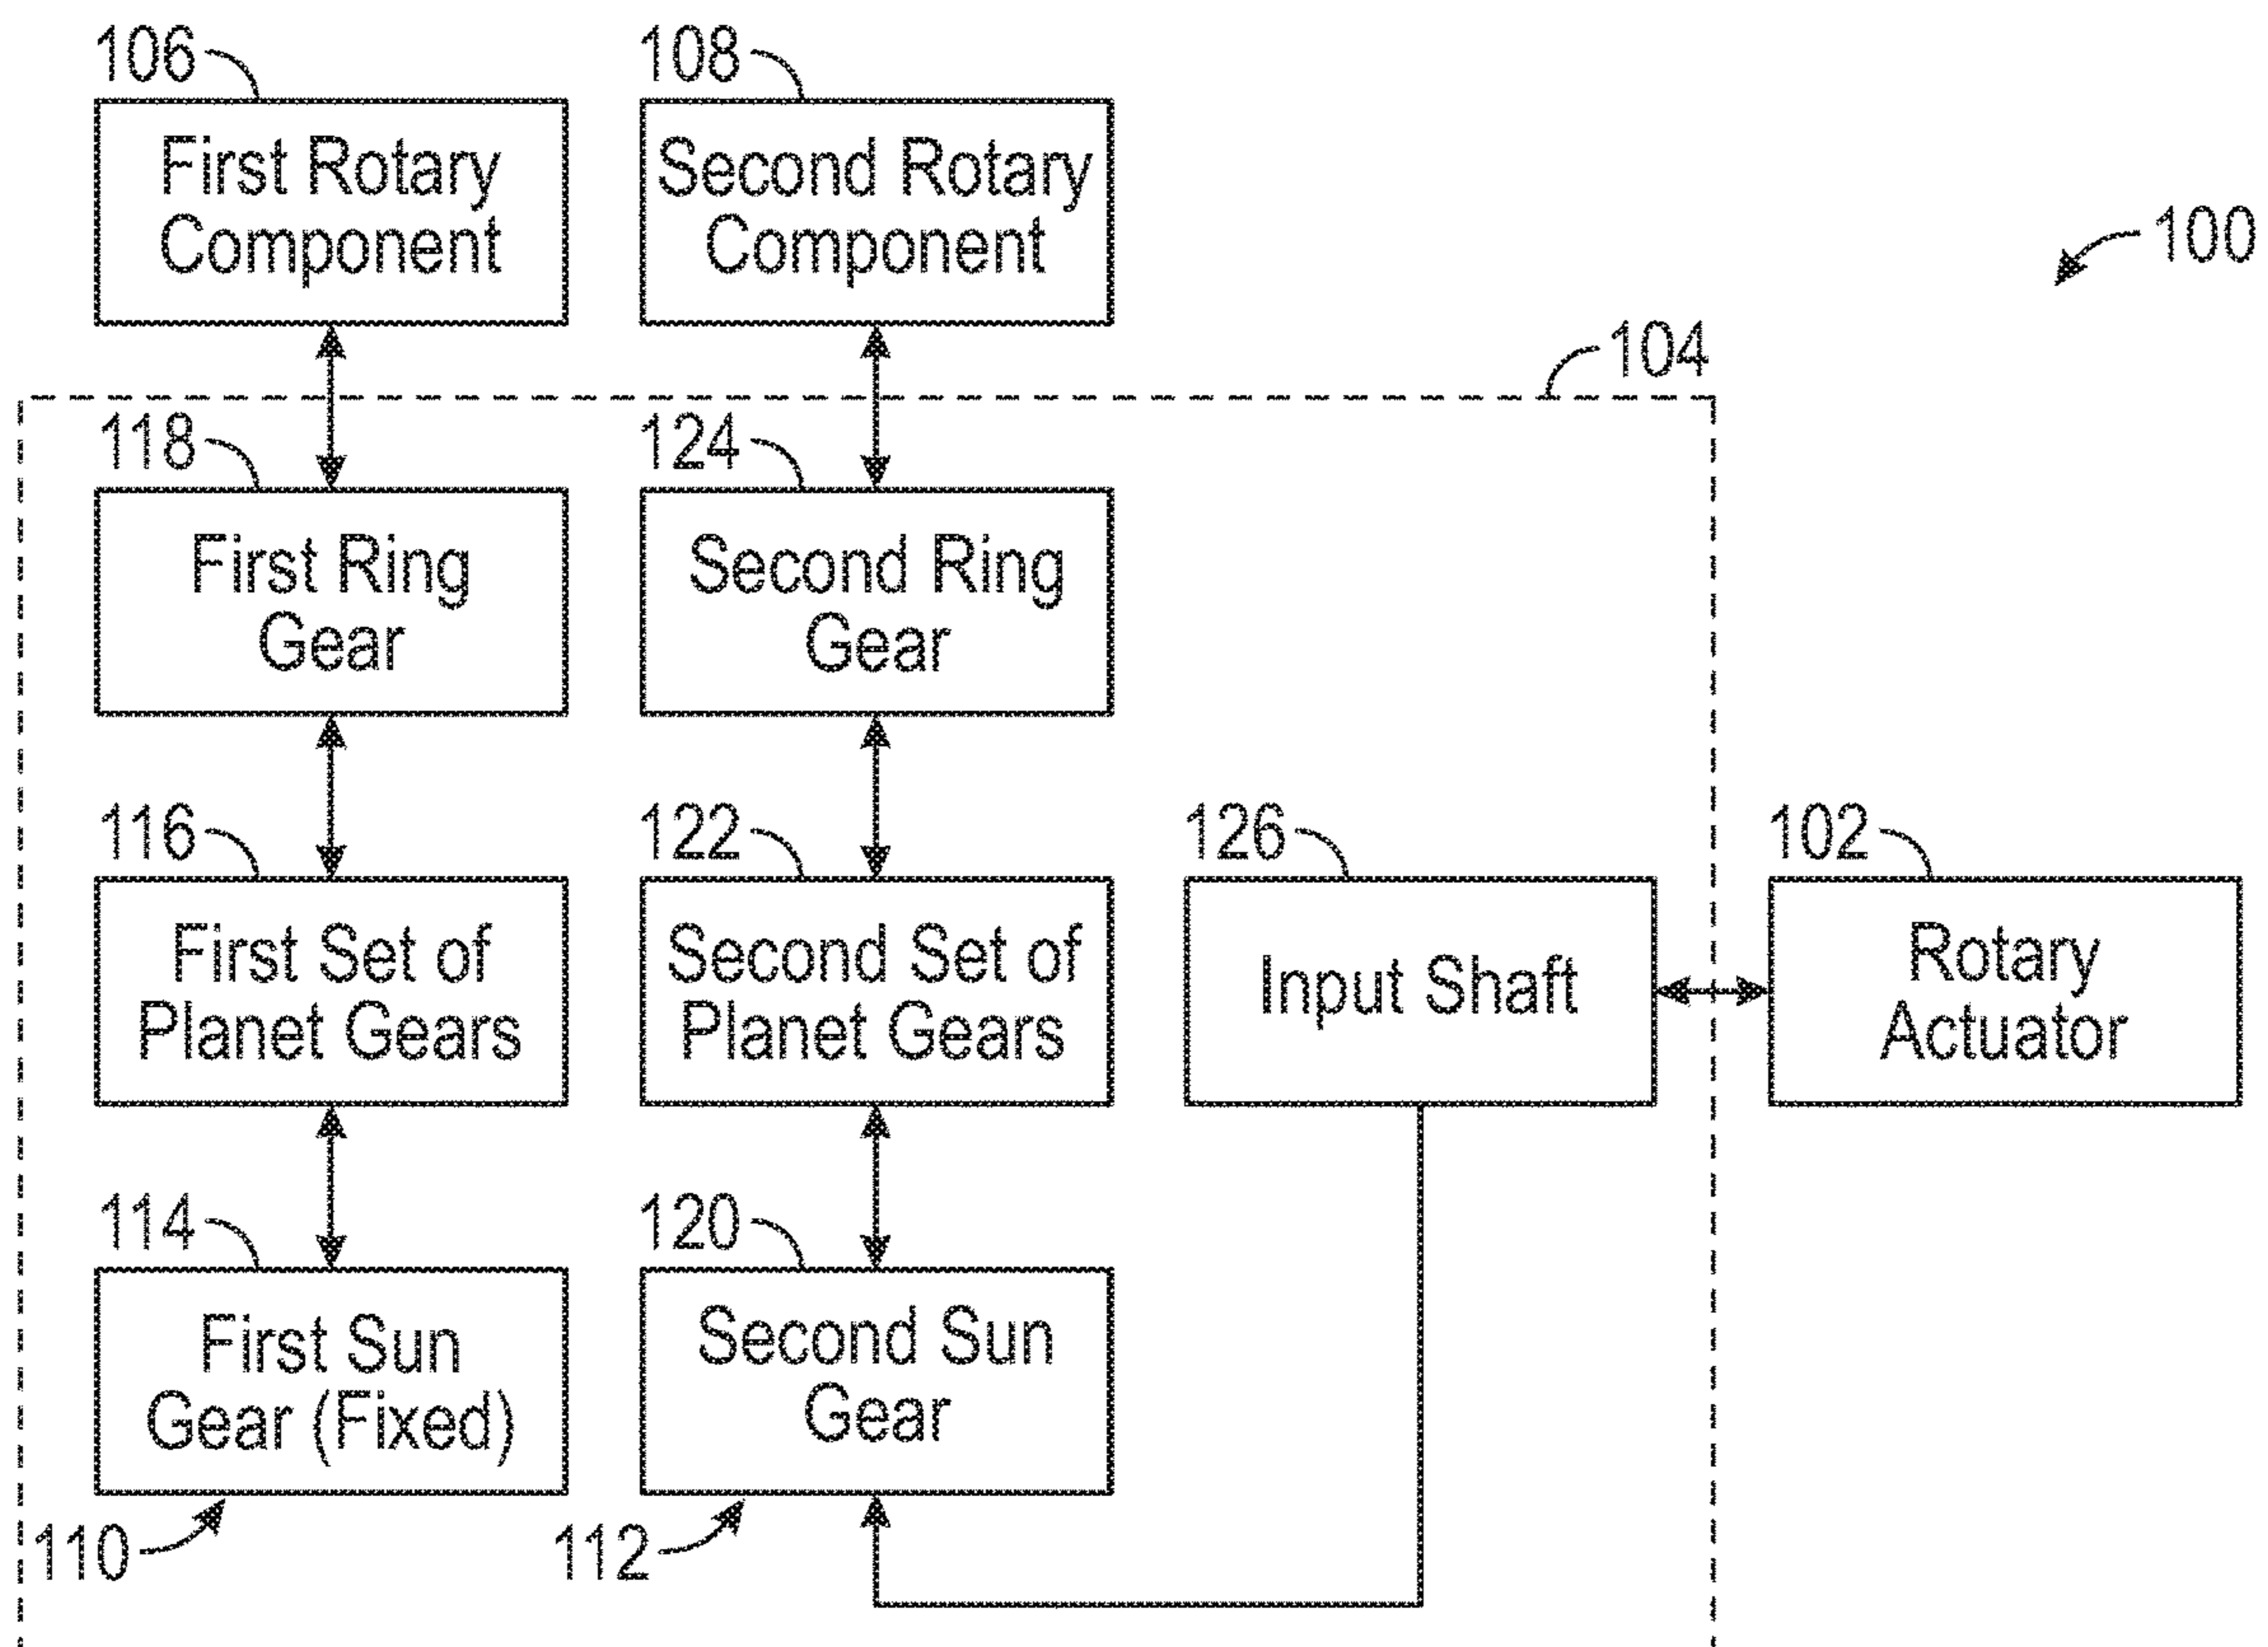 106
108
First Rotary
Component
Second Rotary
Component
100
104
118
124
First Ring
Gear
Second Ring
Gear
116
122
126
102
First Set of
Planet Gears
Second Set of
Planet Gears
Input Shaft
Rotary
Actuator
114
120
First Sun
Gear (Fixed)
Second Sun
Gear
110
112